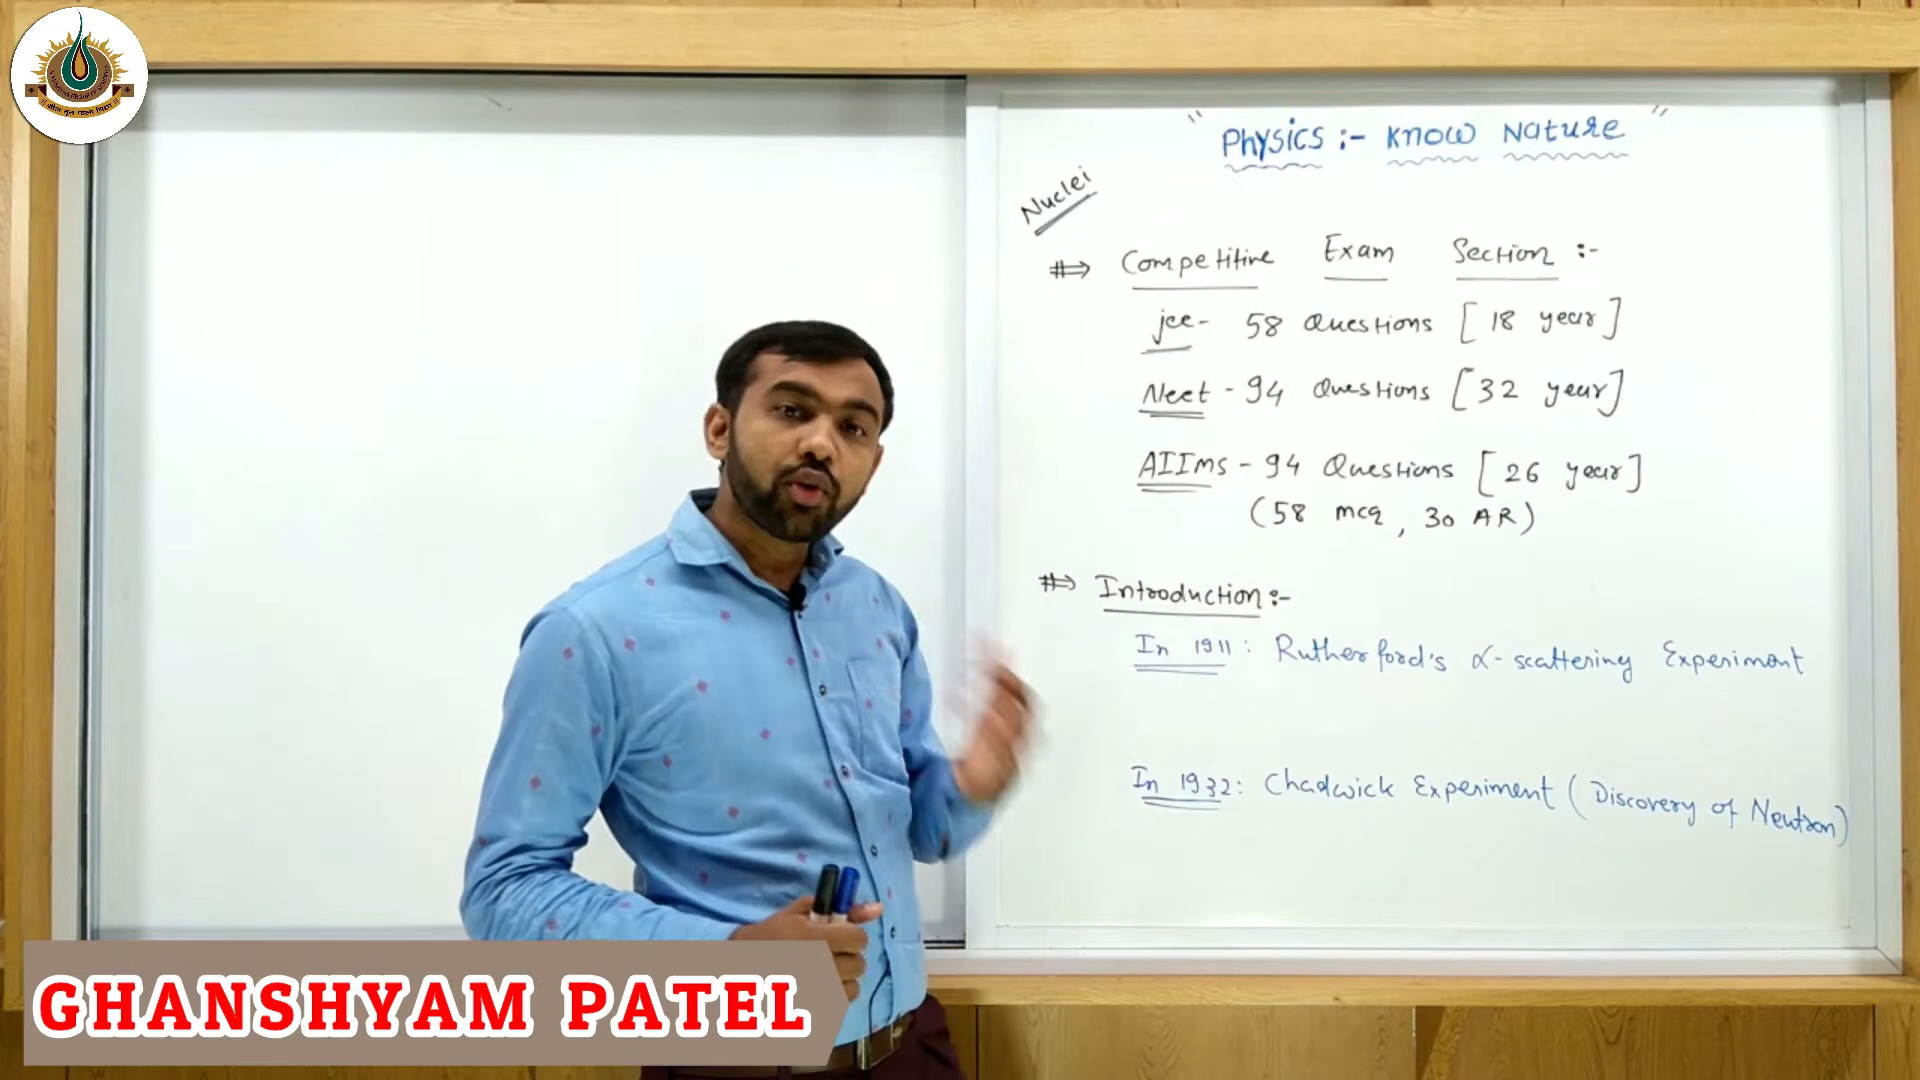 " Physics :- Know Nature "
Nuclei
⇒ Competitive Exam Section :-
jee - 58 Questions [ 18 year ]
Neet - 94 Questions [ 32 year ]
AIIMS - 94 Questions [ 26 year ]
(58 mcq , 30 AR)
⇒ Introduction :-
In 1911 : Rutherford's α-scattering Experiment
In 1932 : Chadwick Experiment ( Discovery of Neutron)
GHANSHYAM PATEL